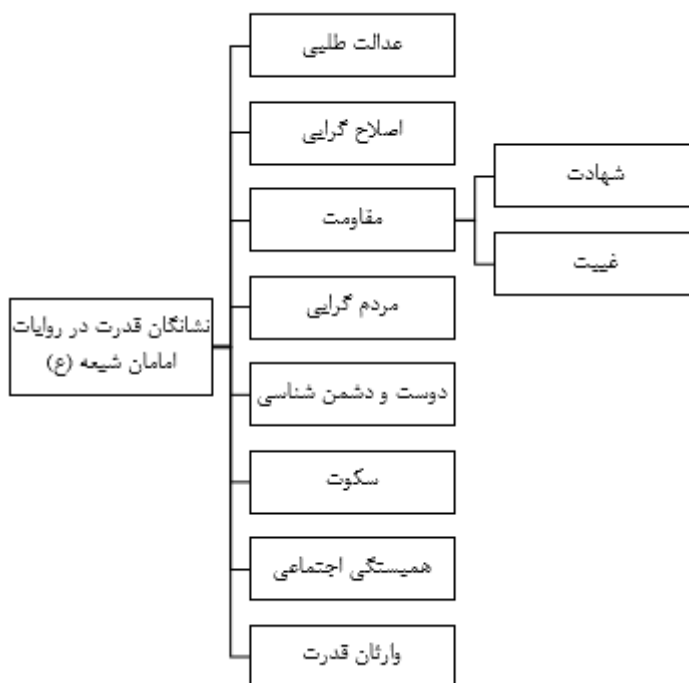 نشانگان قدرت در روایات
امامان شیعه (ع)
عدالت طلبی
اصلاح گرایی
مقاومت
شهادت
غیبت
مردم گرایی
دوست و دشمن شناسی
سکوت
همبستگی اجتماعی
وارثان قدرت